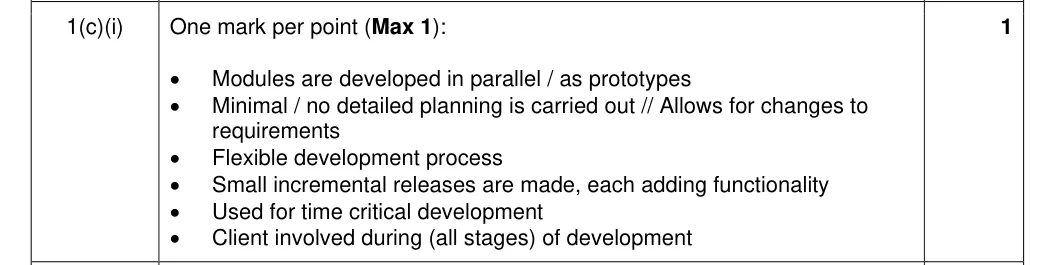 1(c)(i) One mark per point (Max 1): 1
• Modules are developed in parallel / as prototypes
• Minimal / no detailed planning is carried out // Allows for changes to
requirements
• Flexible development process
• Small incremental releases are made, each adding functionality
• Used for time critical development
• Client involved during (all stages) of development